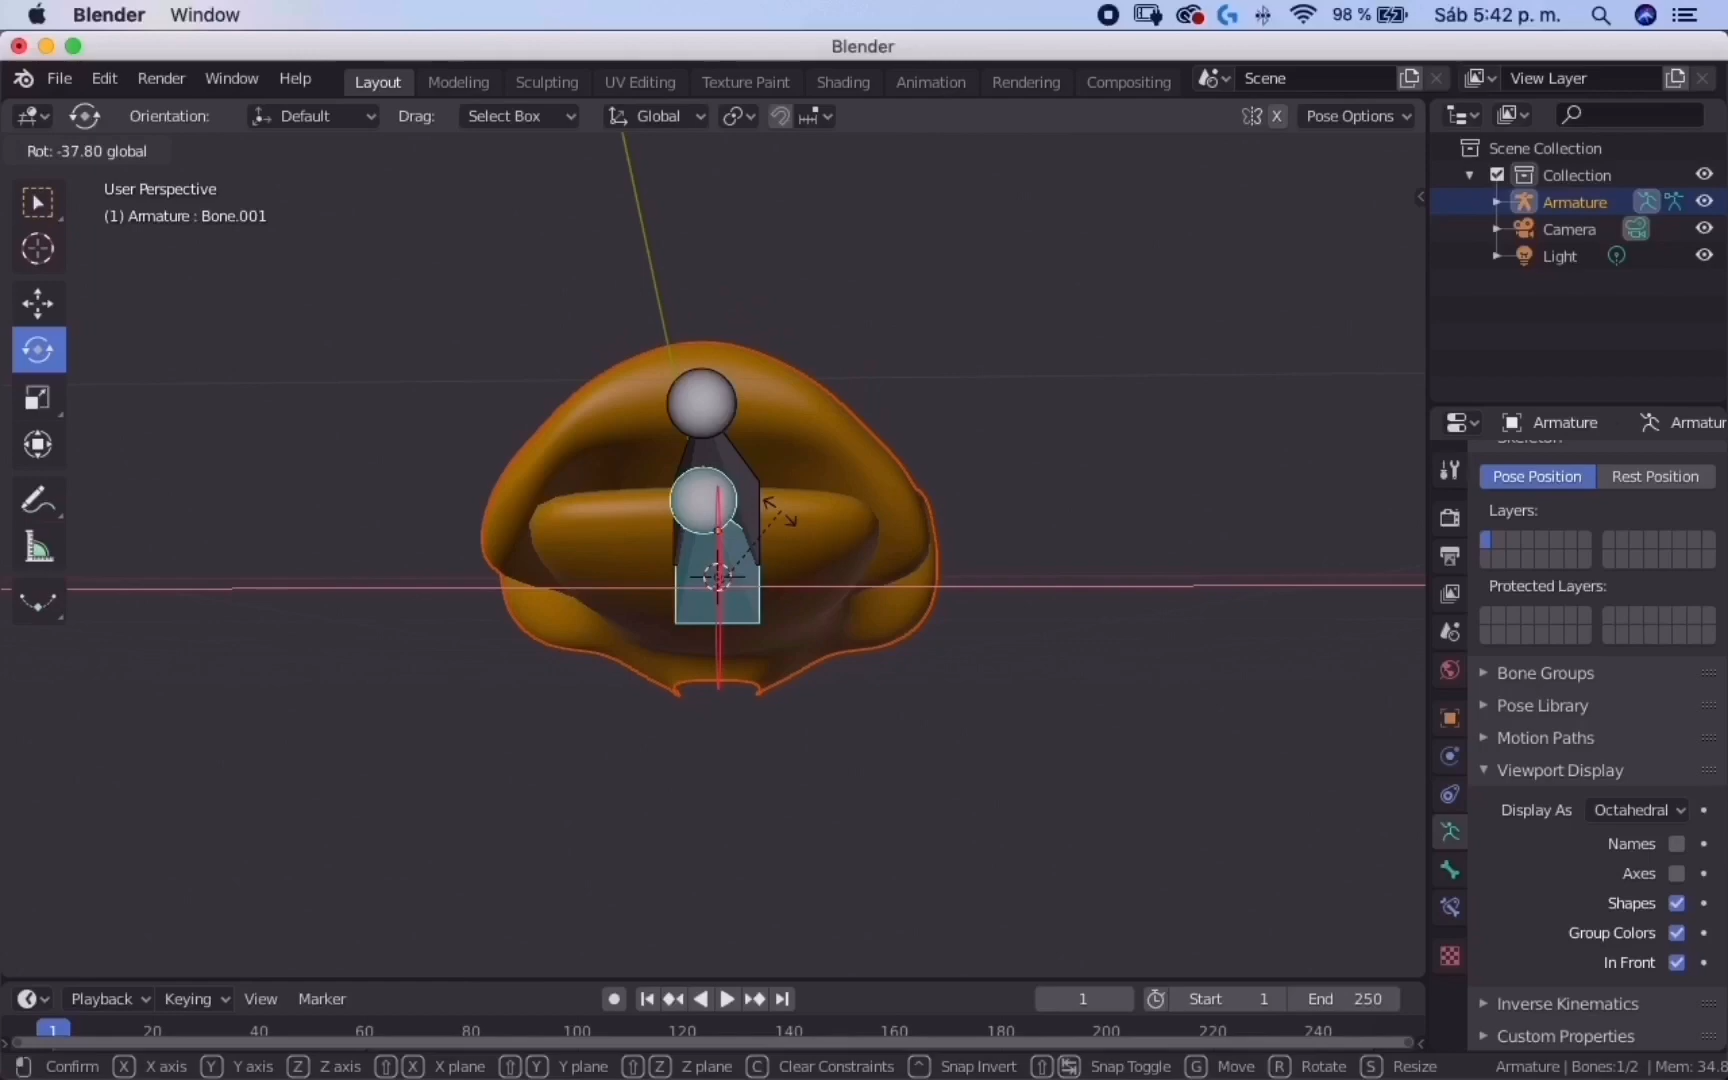 Blender Window 98 % Sáb 5:42 p. m.
Blender
File Edit Render Window Help Layout Modeling Sculpting UV Editing Texture Paint Shading Animation Rendering Compositing Scene View Layer
Orientation: Default Drag: Select Box Global X Pose Options
Rot: -37.80 global
User Perspective
(1) Armature : Bone.001
Scene Collection
Collection
Armature
Camera
Light
Armature Armatur
Pose Position Rest Position
Layers:
Protected Layers:
Bone Groups
Pose Library
Motion Paths
Viewport Display
Display As Octahedral
Names
Axes
Shapes
Group Colors
In Front
Inverse Kinematics
Custom Properties
Playback Keying View Marker 1 Start 1 End 250
1 20 40 60 80 100 120 140 160 180 200 220 240
Confirm X X axis Y Y axis Z Z axis X X plane Y Y plane Z Z plane C Clear Constraints Snap Invert Snap Toggle G Move R Rotate S Resize Armature | Bones:1/2 | Mem: 34.8